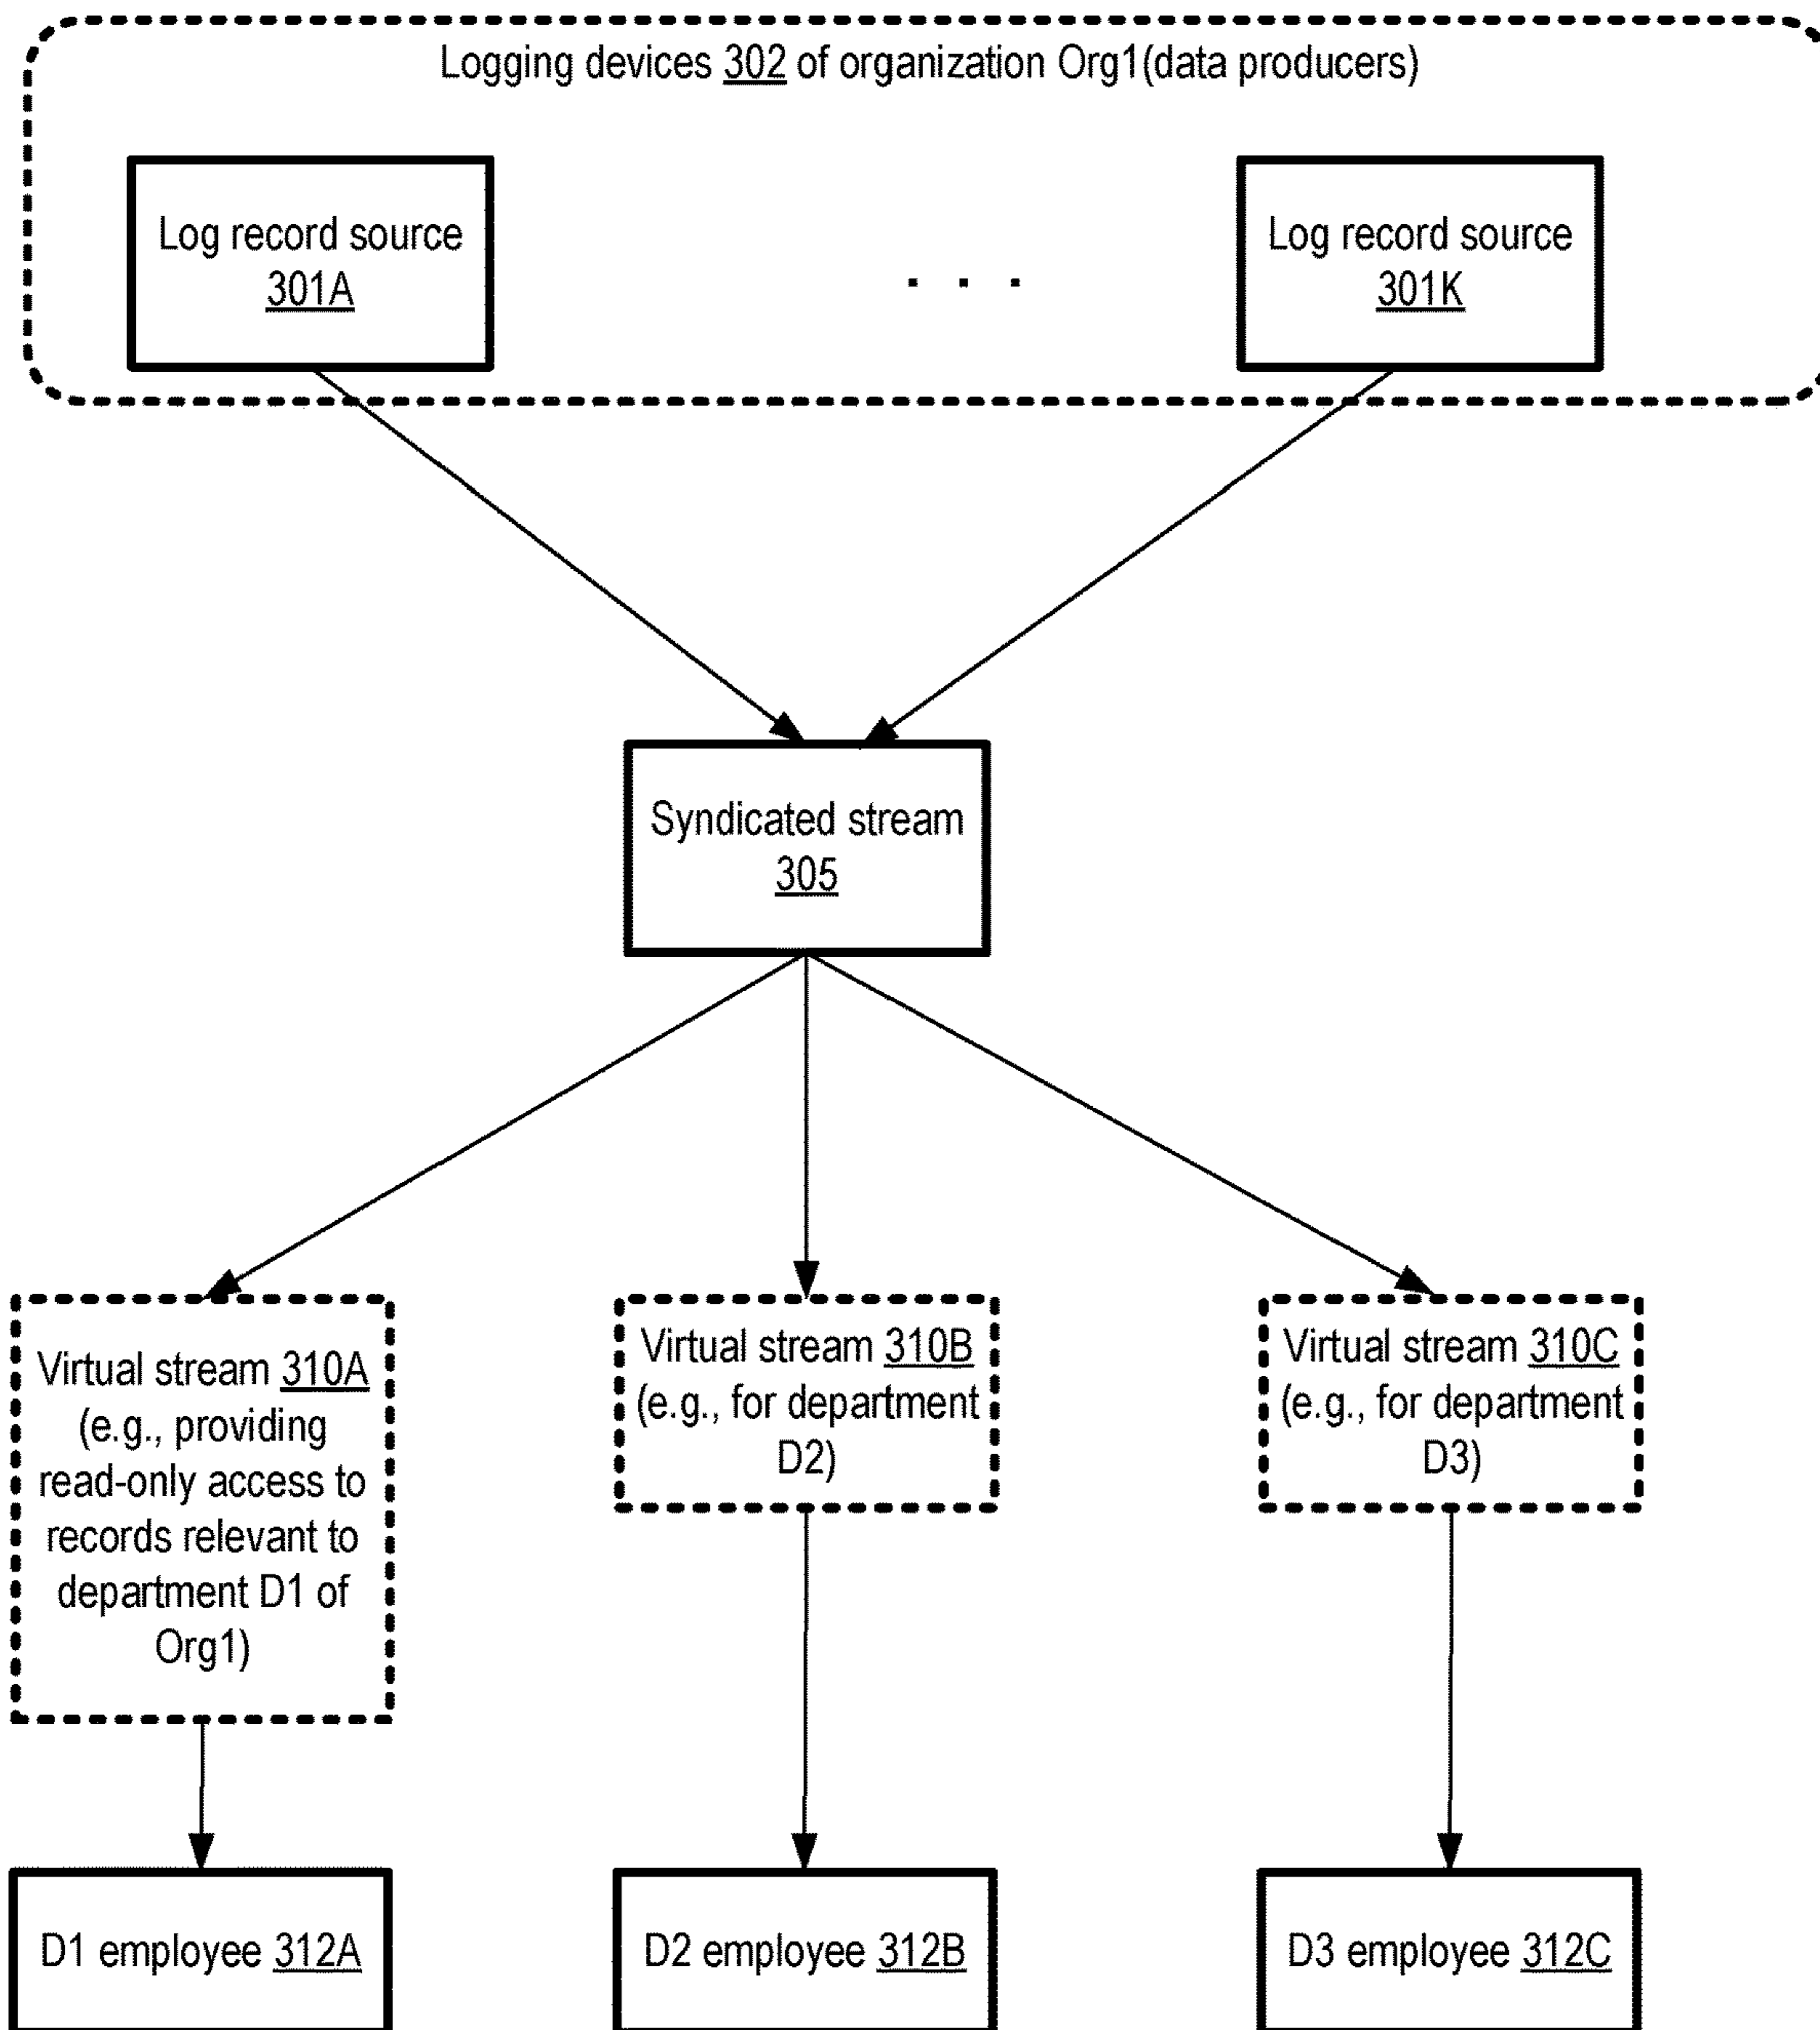 Logging devices 302 of organization Org1(data producers)
Log record source
301A
. . .
Log record source
301K
Syndicated stream
305
Virtual stream 310A
(e.g., providing
read-only access to
records relevant to
department D1 of
Org1)
Virtual stream 310B
(e.g., for department
D2)
Virtual stream 310C
(e.g., for department
D3)
D1 employee 312A
D2 employee 312B
D3 employee 312C